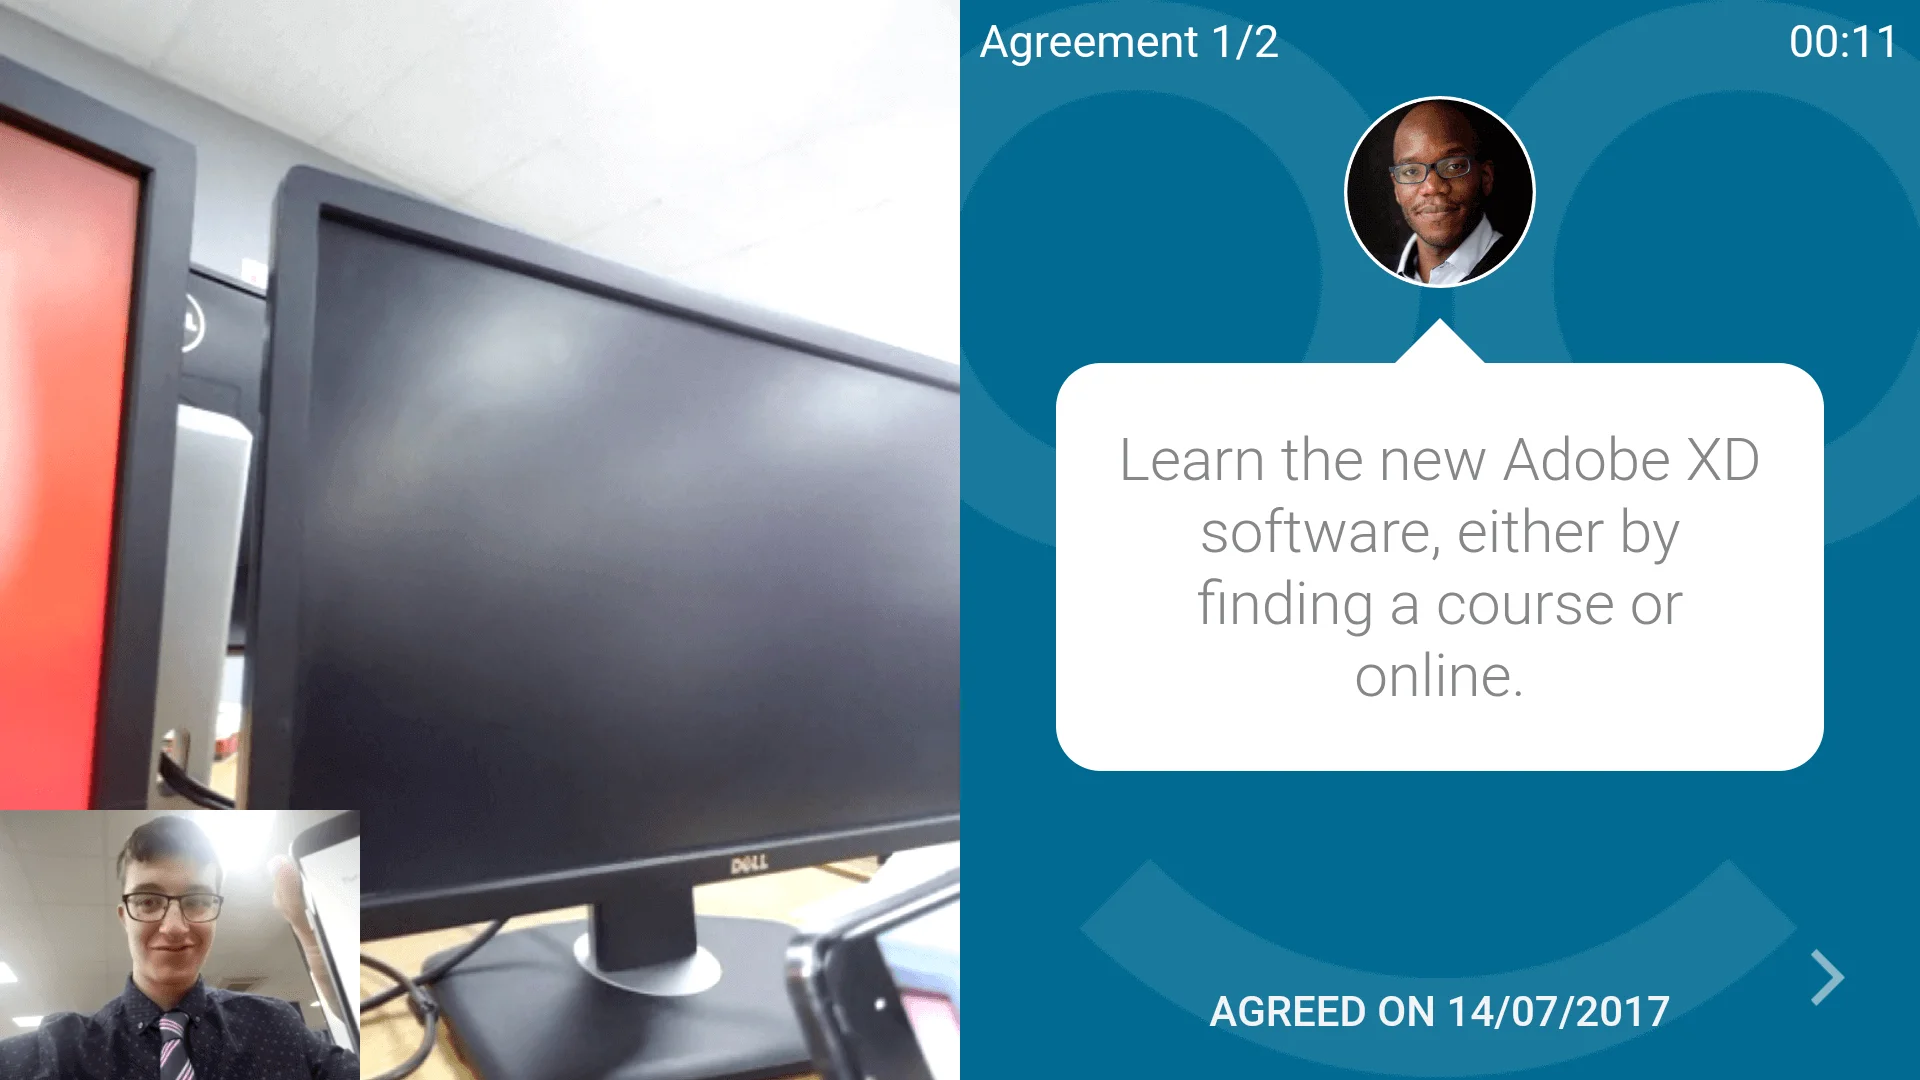 Agreement 1/2
00:11
Learn the new Adobe XD
software, either by
finding a course or
online.
AGREED ON 14/07/2017
DELL